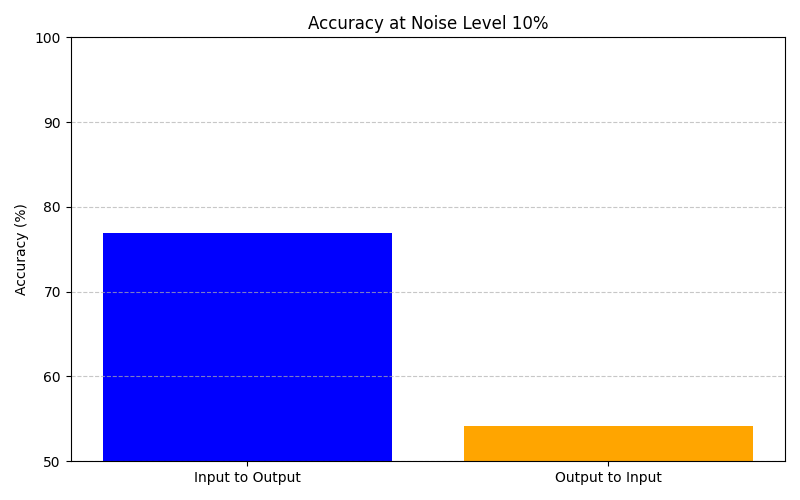 Accuracy at Noise Level 10%
100
90
80
70
60
50
Accuracy (%)
Input to Output
Output to Input